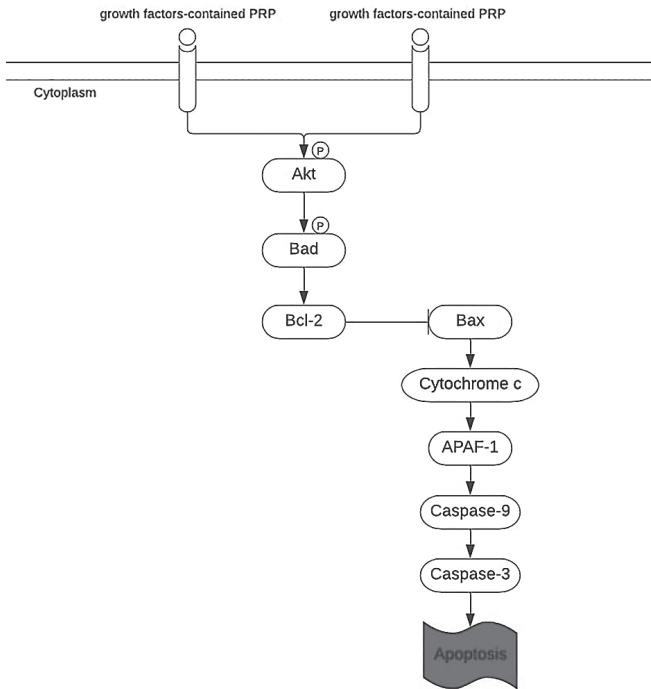 growth factors-contained PRP
growth factors-contained PRP
Cytoplasm
P
Akt
P
Bad
Bcl-2
Bax
Cytochrome c
APAF-1
Caspase-9
Caspase-3
Apoptosis